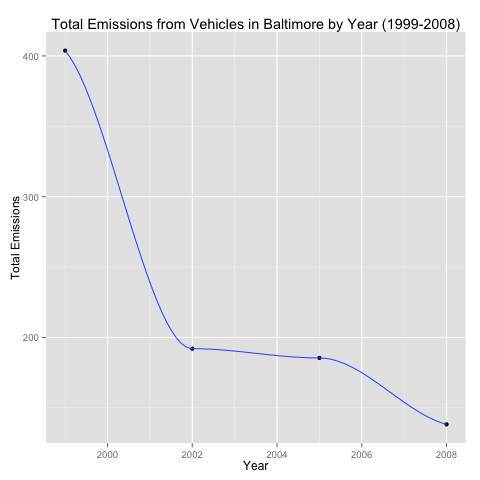 Total Emissions from Vehicles in Baltimore by Year (1999-2008)
400
300
200
Total Emissions
2000 2002 2004 2006 2008
Year